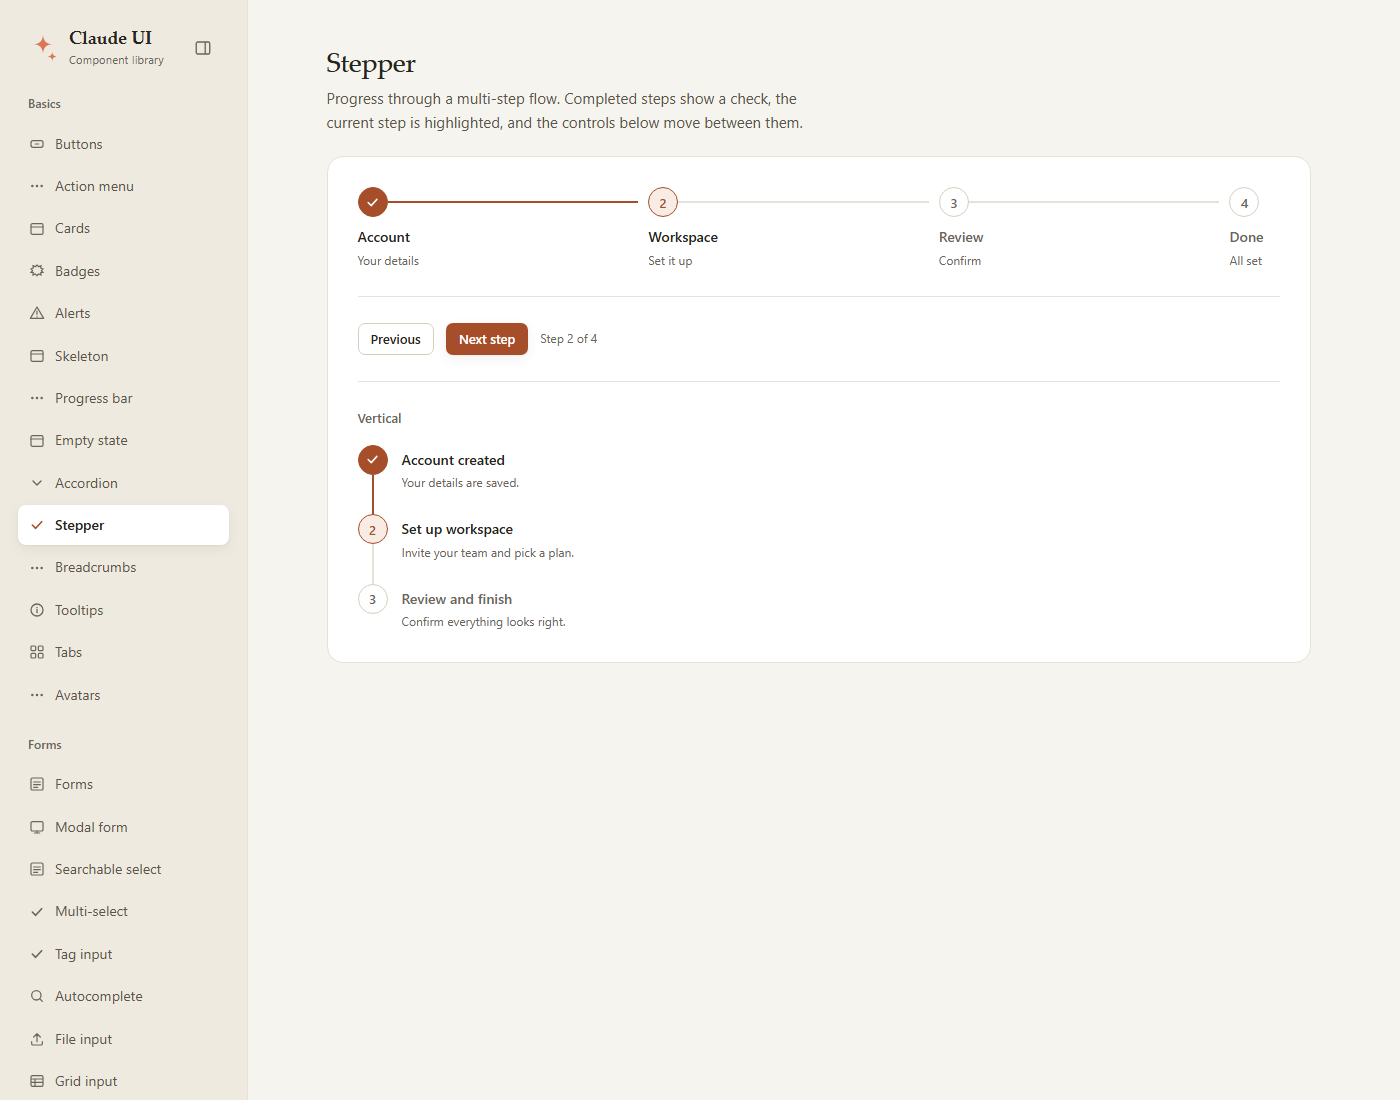 Claude UI
Component library
Basics
Buttons
Action menu
Cards
Badges
Alerts
Skeleton
Progress bar
Empty state
Accordion
Stepper
Breadcrumbs
Tooltips
Tabs
Avatars
Forms
Forms
Modal form
Searchable select
Multi-select
Tag input
Autocomplete
File input
Grid input
Stepper
Progress through a multi-step flow. Completed steps show a check, the
current step is highlighted, and the controls below move between them.
2 3 4
Account Workspace Review Done
Your details Set it up Confirm All set
Previous Next step Step 2 of 4
Vertical
Account created
Your details are saved.
2 Set up workspace
Invite your team and pick a plan.
3 Review and finish
Confirm everything looks right.